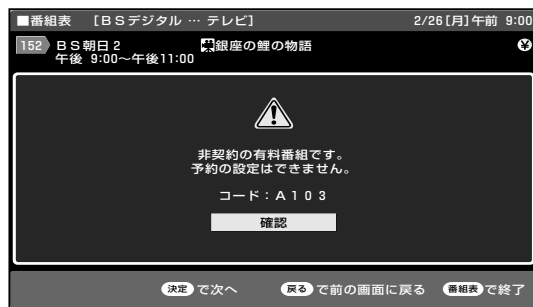 ■番組表 [BSデジタル … テレビ] 2/26[月]午前 9:00
152 BS朝日2 銀座の鯉の物語 ¥
午後 9:00～午後11:00
非契約の有料番組です。
予約の設定はできません。
コード：A103
確認
決定 で次へ 戻る で前の画面に戻る 番組表 で終了